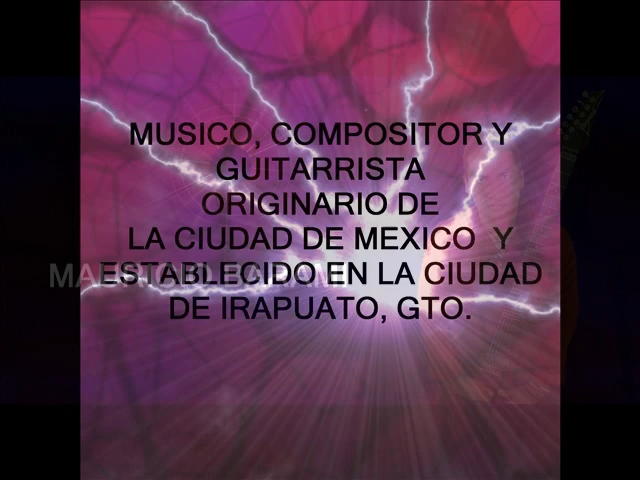 MUSICO, COMPOSITOR Y
GUITARRISTA
ORIGINARIO DE
LA CIUDAD DE MEXICO Y
ESTABLECIDO EN LA CIUDAD
DE IRAPUATO, GTO.